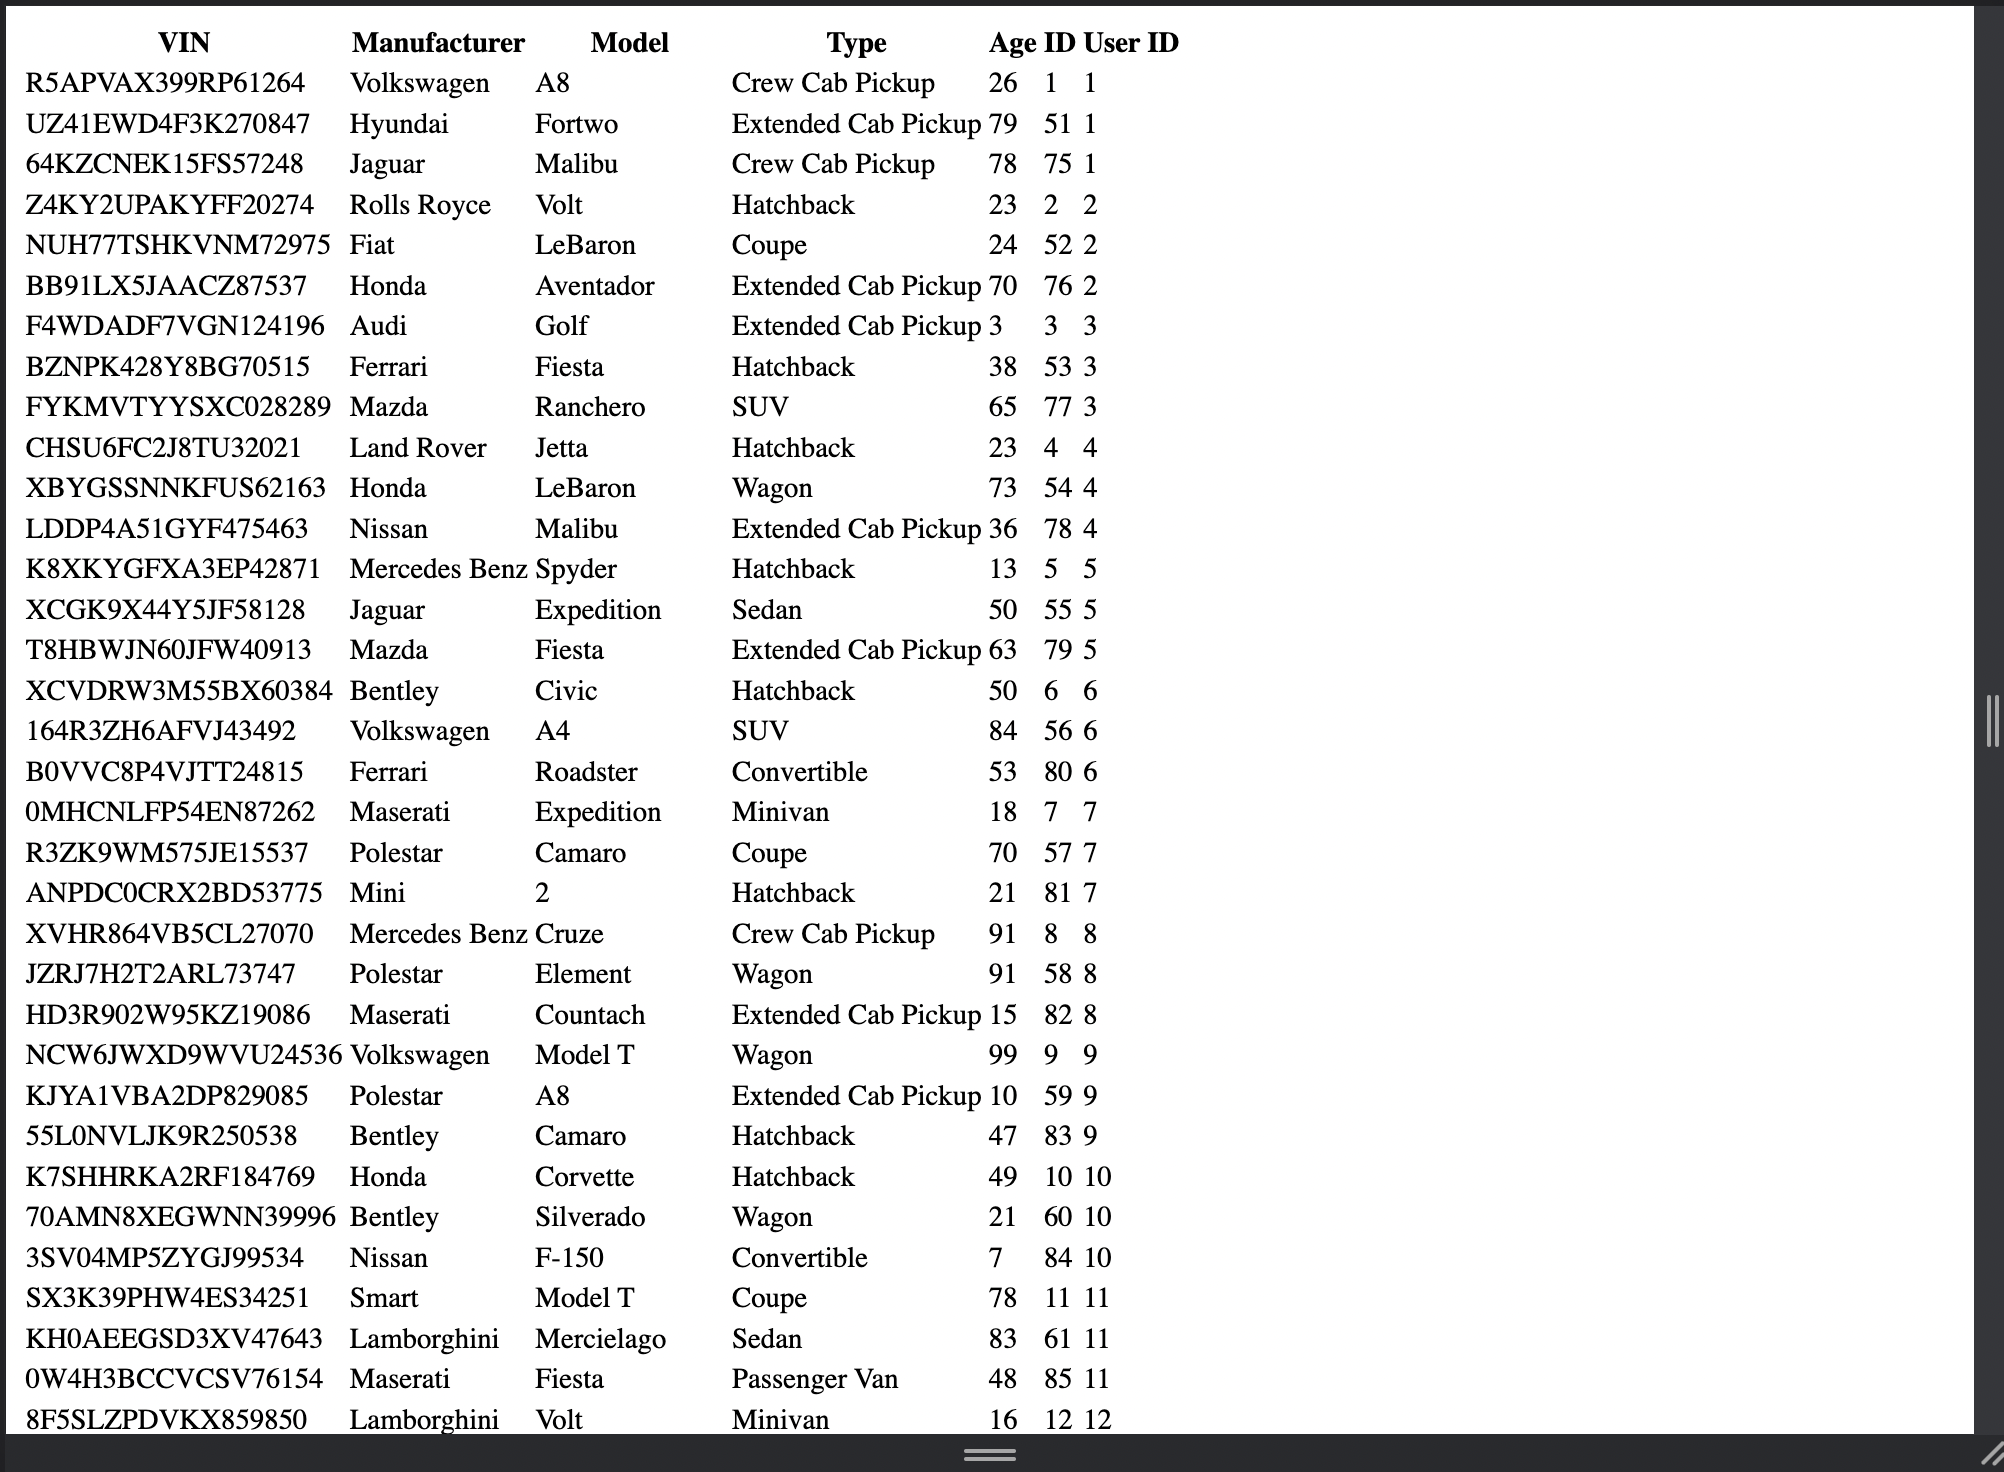 VIN Manufacturer Model Type Age ID User ID
R5APVAX399RP61264 Volkswagen A8 Crew Cab Pickup 26 1 1
UZ41EWD4F3K270847 Hyundai Fortwo Extended Cab Pickup 79 51 1
64KZCNEK15FS57248 Jaguar Malibu Crew Cab Pickup 78 75 1
Z4KY2UPAKYFF20274 Rolls Royce Volt Hatchback 23 2 2
NUH77TSHKVNM72975 Fiat LeBaron Coupe 24 52 2
BB91LX5JAACZ87537 Honda Aventador Extended Cab Pickup 70 76 2
F4WDADF7VGN124196 Audi Golf Extended Cab Pickup 3 3 3
BZNPK428Y8BG70515 Ferrari Fiesta Hatchback 38 53 3
FYKMVTYYSXC028289 Mazda Ranchero SUV 65 77 3
CHSU6FC2J8TU32021 Land Rover Jetta Hatchback 23 4 4
XBYGSSNNKFUS62163 Honda LeBaron Wagon 73 54 4
LDDP4A51GYF475463 Nissan Malibu Extended Cab Pickup 36 78 4
K8XKYGFXA3EP42871 Mercedes Benz Spyder Hatchback 13 5 5
XCGK9X44Y5JF58128 Jaguar Expedition Sedan 50 55 5
T8HBWJN60JFW40913 Mazda Fiesta Extended Cab Pickup 63 79 5
XCVDRW3M55BX60384 Bentley Civic Hatchback 50 6 6
164R3ZH6AFVJ43492 Volkswagen A4 SUV 84 56 6
B0VVC8P4VJTT24815 Ferrari Roadster Convertible 53 80 6
0MHCNLFP54EN87262 Maserati Expedition Minivan 18 7 7
R3ZK9WM575JE15537 Polestar Camaro Coupe 70 57 7
ANPDC0CRX2BD53775 Mini 2 Hatchback 21 81 7
XVHR864VB5CL27070 Mercedes Benz Cruze Crew Cab Pickup 91 8 8
JZRJ7H2T2ARL73747 Polestar Element Wagon 91 58 8
HD3R902W95KZ19086 Maserati Countach Extended Cab Pickup 15 82 8
NCW6JWXD9WVU24536 Volkswagen Model T Wagon 99 9 9
KJYA1VBA2DP829085 Polestar A8 Extended Cab Pickup 10 59 9
55L0NVLJK9R250538 Bentley Camaro Hatchback 47 83 9
K7SHHRKA2RF184769 Honda Corvette Hatchback 49 10 10
70AMN8XEGWNN39996 Bentley Silverado Wagon 21 60 10
3SV04MP5ZYGJ99534 Nissan F-150 Convertible 7 84 10
SX3K39PHW4ES34251 Smart Model T Coupe 78 11 11
KH0AEEGSD3XV47643 Lamborghini Mercielago Sedan 83 61 11
0W4H3BCCVCSV76154 Maserati Fiesta Passenger Van 48 85 11
8F5SLZPDVKX859850 Lamborghini Volt Minivan 16 12 12